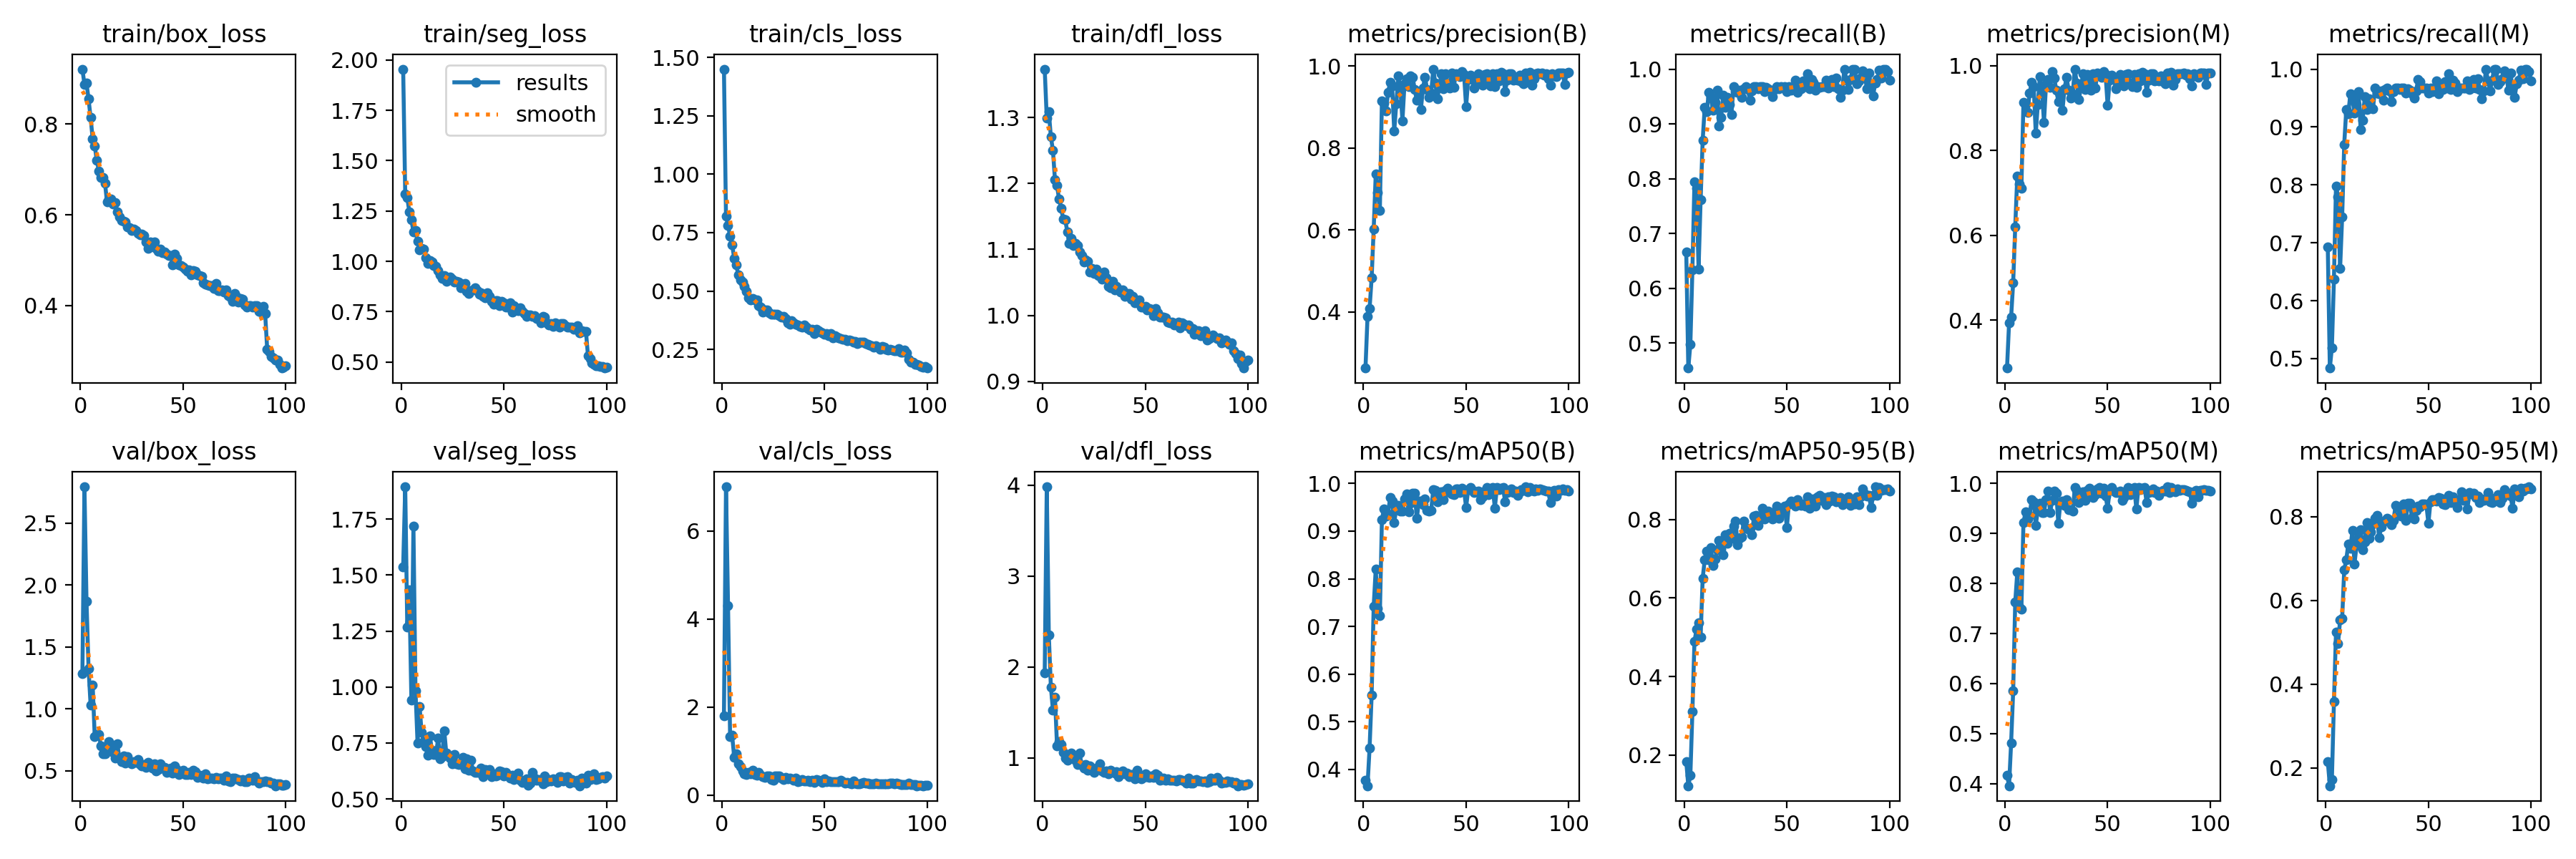 train/box_loss
train/seg_loss
train/cls_loss
train/dfl_loss
metrics/precision(B)
metrics/recall(B)
metrics/precision(M)
metrics/recall(M)
0.8
0.6
0.4
0 50 100
2.00
1.75
1.50
1.25
1.00
0.75
0.50
0 50 100
results
smooth
1.50
1.25
1.00
0.75
0.50
0.25
0 50 100
1.3
1.2
1.1
1.0
0.9
0 50 100
1.0
0.8
0.6
0.4
0 50 100
1.0
0.9
0.8
0.7
0.6
0.5
0 50 100
1.0
0.8
0.6
0.4
0 50 100
1.0
0.9
0.8
0.7
0.6
0.5
0 50 100
val/box_loss
val/seg_loss
val/cls_loss
val/dfl_loss
metrics/mAP50(B)
metrics/mAP50-95(B)
metrics/mAP50(M)
metrics/mAP50-95(M)
2.5
2.0
1.5
1.0
0.5
0 50 100
1.75
1.50
1.25
1.00
0.75
0.50
0 50 100
6
4
2
0
0 50 100
4
3
2
1
0 50 100
1.0
0.9
0.8
0.7
0.6
0.5
0.4
0 50 100
0.8
0.6
0.4
0.2
0 50 100
1.0
0.9
0.8
0.7
0.6
0.5
0.4
0 50 100
0.8
0.6
0.4
0.2
0 50 100